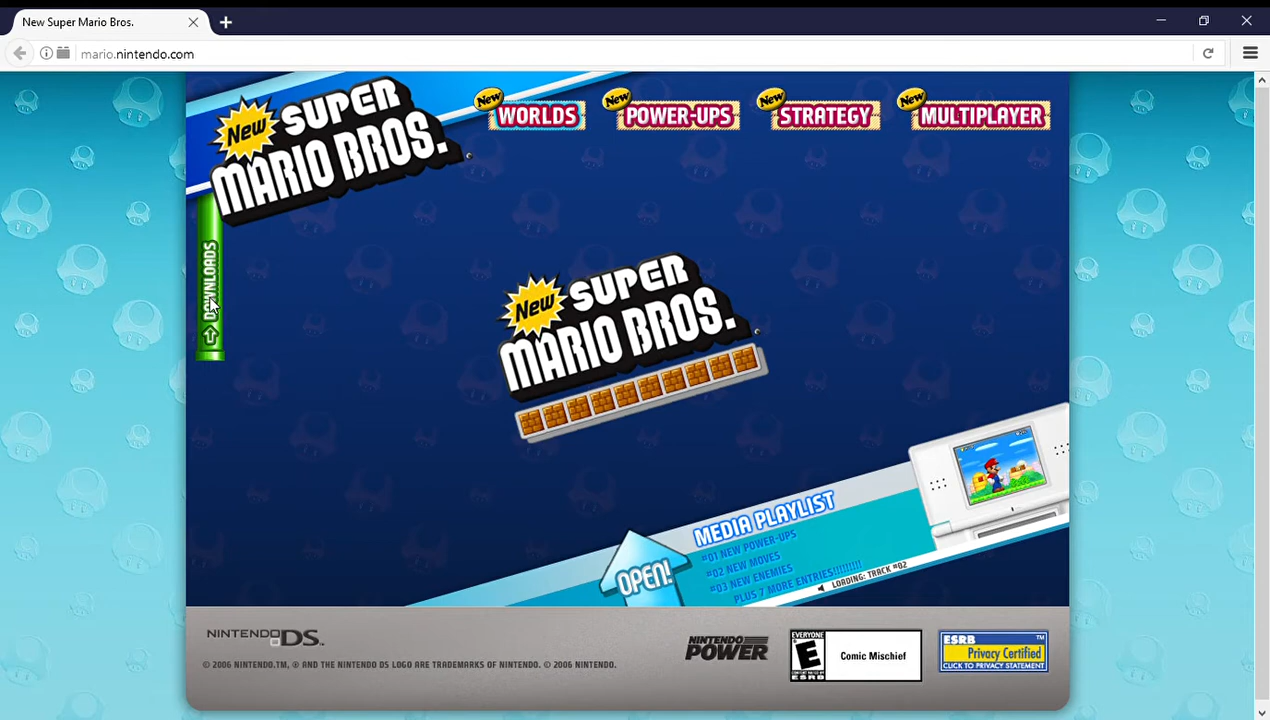 New Super Mario Bros.
mario.nintendo.com
New SUPER
MARIO BROS.
New WORLDS
New POWER-UPS
New STRATEGY
New MULTIPLAYER
DOWNLOADS
New SUPER
MARIO BROS.
MEDIA PLAYLIST
#01 NEW POWER-UPS
#02 NEW MOVES
#03 NEW ENEMIES
PLUS 7 MORE ENTRIES!!!!!!!!!
OPEN!
LOADING: TRACK #02
NINTENDO DS™
© 2006 NINTENDO.TM, ® AND THE NINTENDO DS LOGO ARE TRADEMARKS OF NINTENDO. © 2006 NINTENDO.
NINTENDO
POWER
EVERYONE
E
ESRB
Comic Mischief
ESRB™
Privacy Certified
CLICK TO PRIVACY STATEMENT